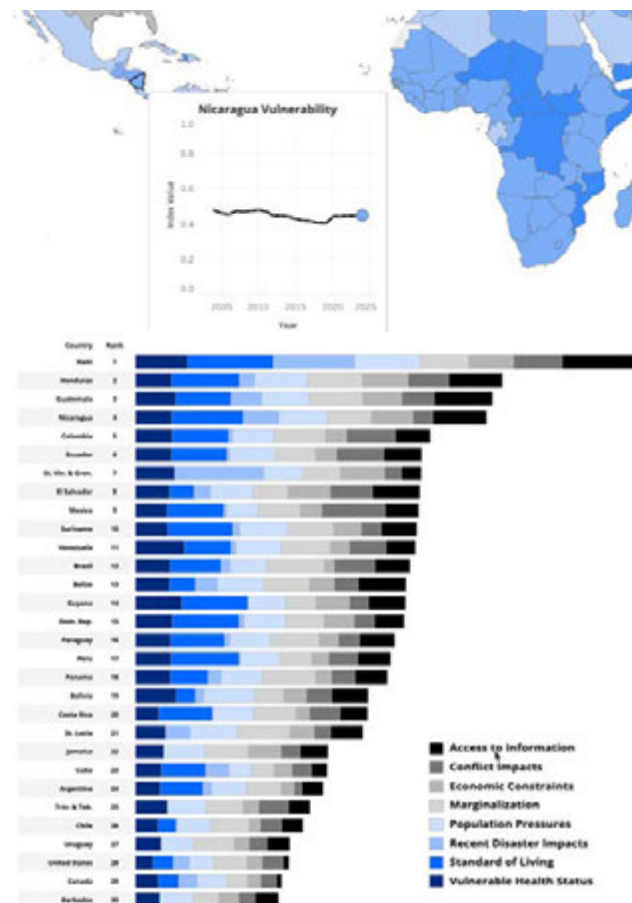 Nicaragua Vulnerability
1.0
0.8
0.6
0.4
0.2
0.0
Index Value
2005 2010 2015 2020 2025
Year
Country Rank
Haiti 1
Honduras 2
Guatemala 3
Nicaragua 4
Colombia 5
Ecuador 6
St. Vin. & Gren. 7
El Salvador 8
Mexico 9
Suriname 10
Venezuela 11
Brazil 12
Belize 13
Guyana 14
Dom. Rep. 15
Paraguay 16
Peru 17
Panama 18
Bolivia 19
Costa Rica 20
St. Lucia 21
Jamaica 22
Cuba 23
Argentina 24
Trin. & Tob. 25
Chile 26
Uruguay 27
United States 28
Canada 29
Barbados 30
Access to Information
Conflict Impacts
Economic Constraints
Marginalization
Population Pressures
Recent Disaster Impacts
Standard of Living
Vulnerable Health Status